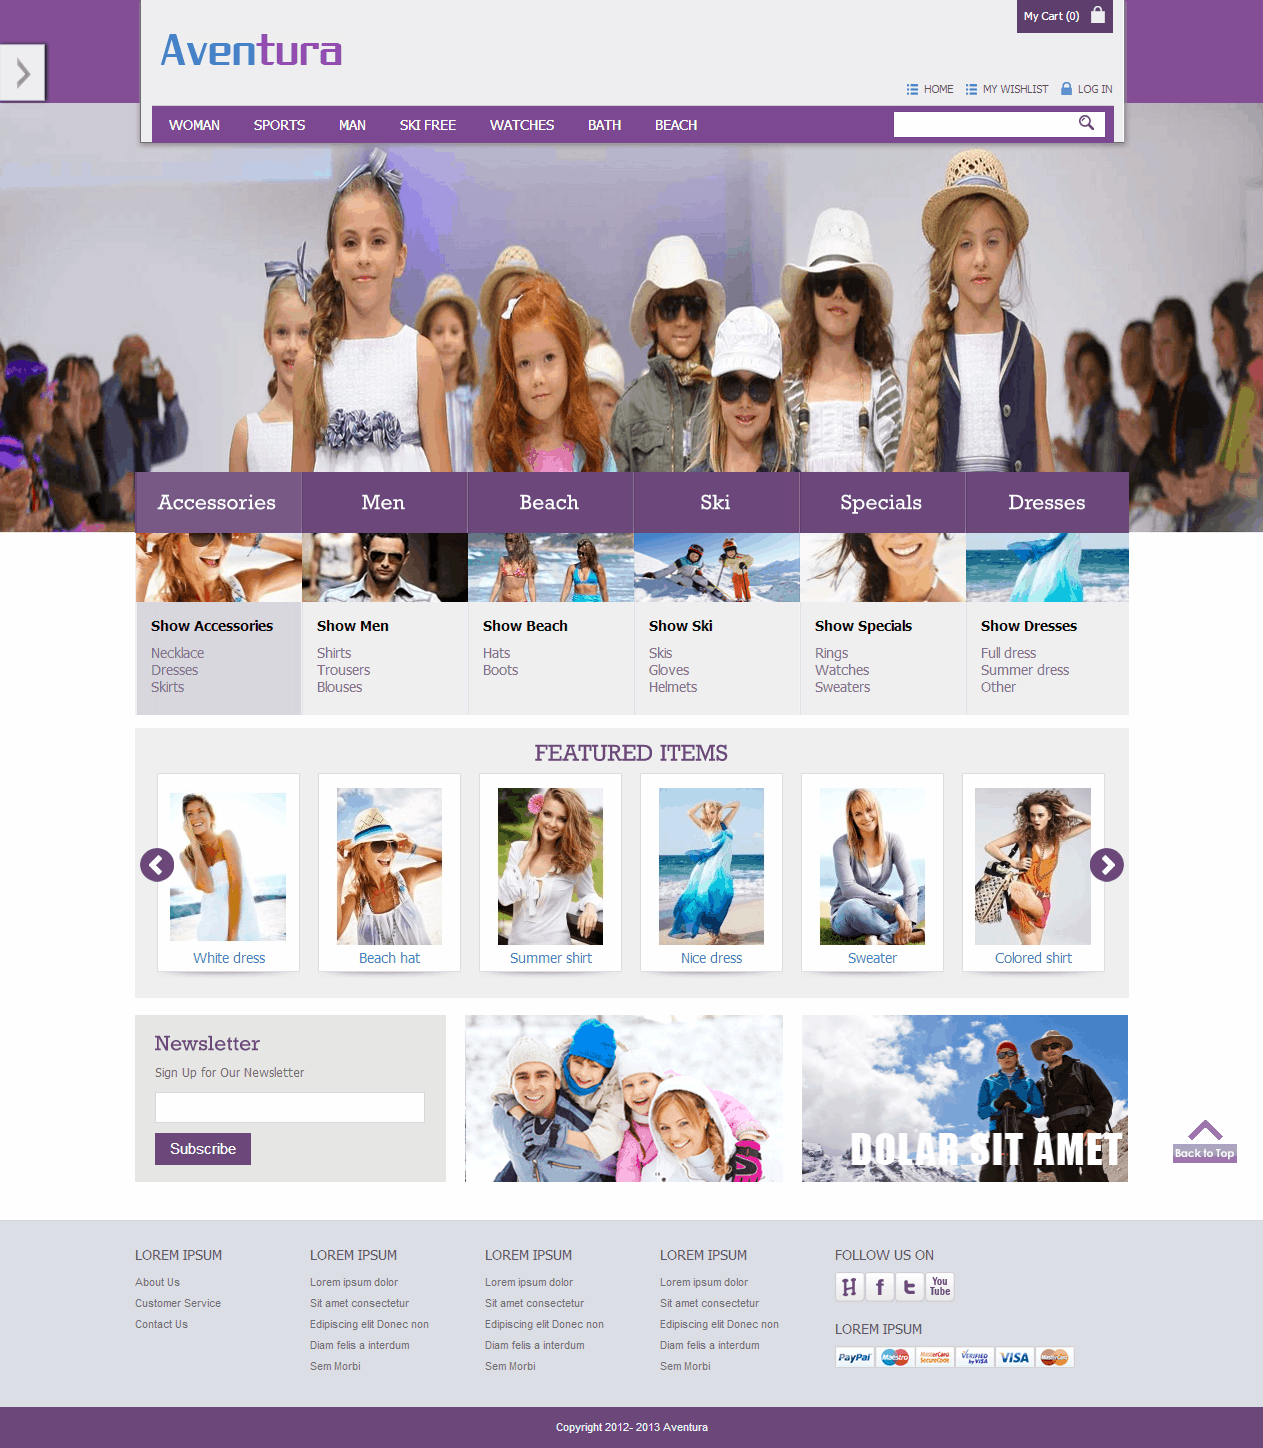 My Cart (0)
Aventura
HOME MY WISHLIST LOG IN
WOMAN SPORTS MAN SKI FREE WATCHES BATH BEACH
Accessories Men Beach Ski Specials Dresses
Show Accessories Show Men Show Beach Show Ski Show Specials Show Dresses
Necklace Shirts Hats Skis Rings Full dress
Dresses Trousers Boots Gloves Watches Summer dress
Skirts Blouses Helmets Sweaters Other
FEATURED ITEMS
White dress Beach hat Summer shirt Nice dress Sweater Colored shirt
Newsletter
Sign Up for Our Newsletter
Subscribe
DOLAR SIT AMET
Back to Top
LOREM IPSUM LOREM IPSUM LOREM IPSUM LOREM IPSUM FOLLOW US ON
About Us Lorem ipsum dolor Lorem ipsum dolor Lorem ipsum dolor
You
Tube
Customer Service Sit amet consectetur Sit amet consectetur Sit amet consectetur
Contact Us Edipiscing elit Donec non Edipiscing elit Donec non Edipiscing elit Donec non
LOREM IPSUM
Diam felis a interdum Diam felis a interdum Diam felis a interdum
PayPal Maestro MasterCard SecureCode VERIFIED by VISA VISA MasterCard
Sem Morbi Sem Morbi Sem Morbi
Copyright 2012- 2013 Aventura